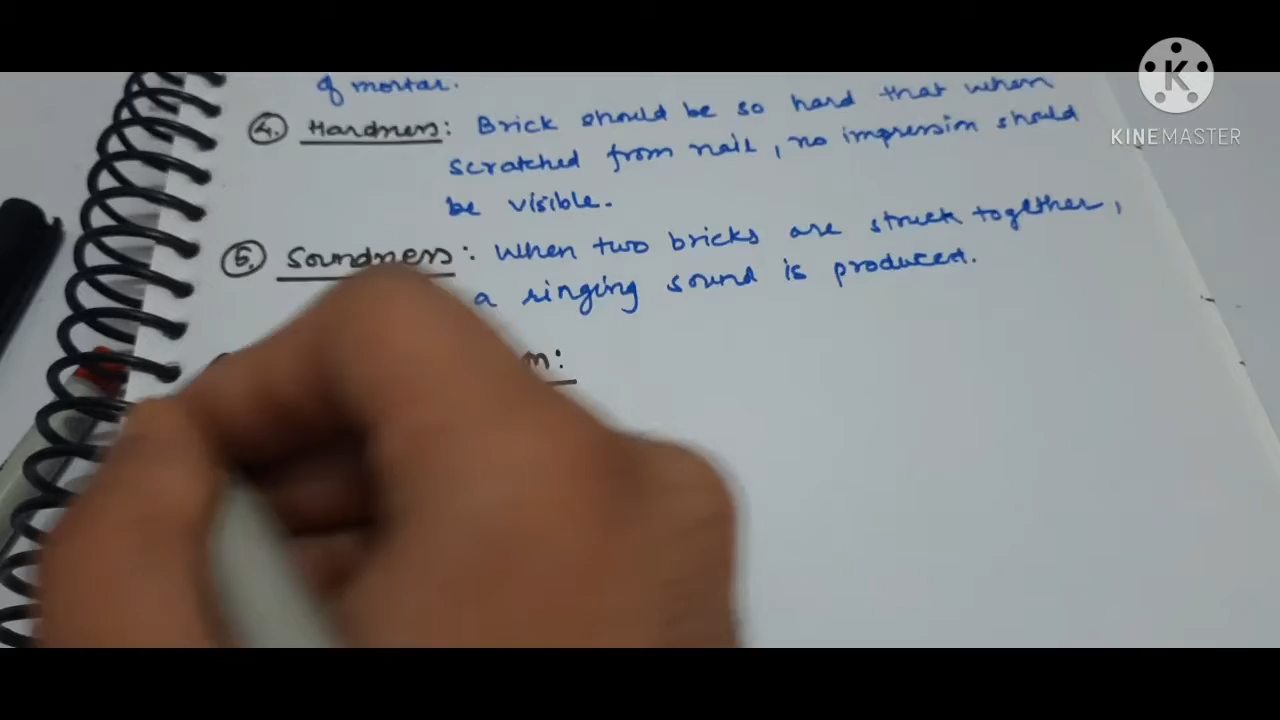 of mortar.
4. Hardness: Brick should be so hard that when
scratched from nail, no impression should
be visible.
5. Soundness: When two bricks are struck together,
a ringing sound is produced.
K
KINEMASTER